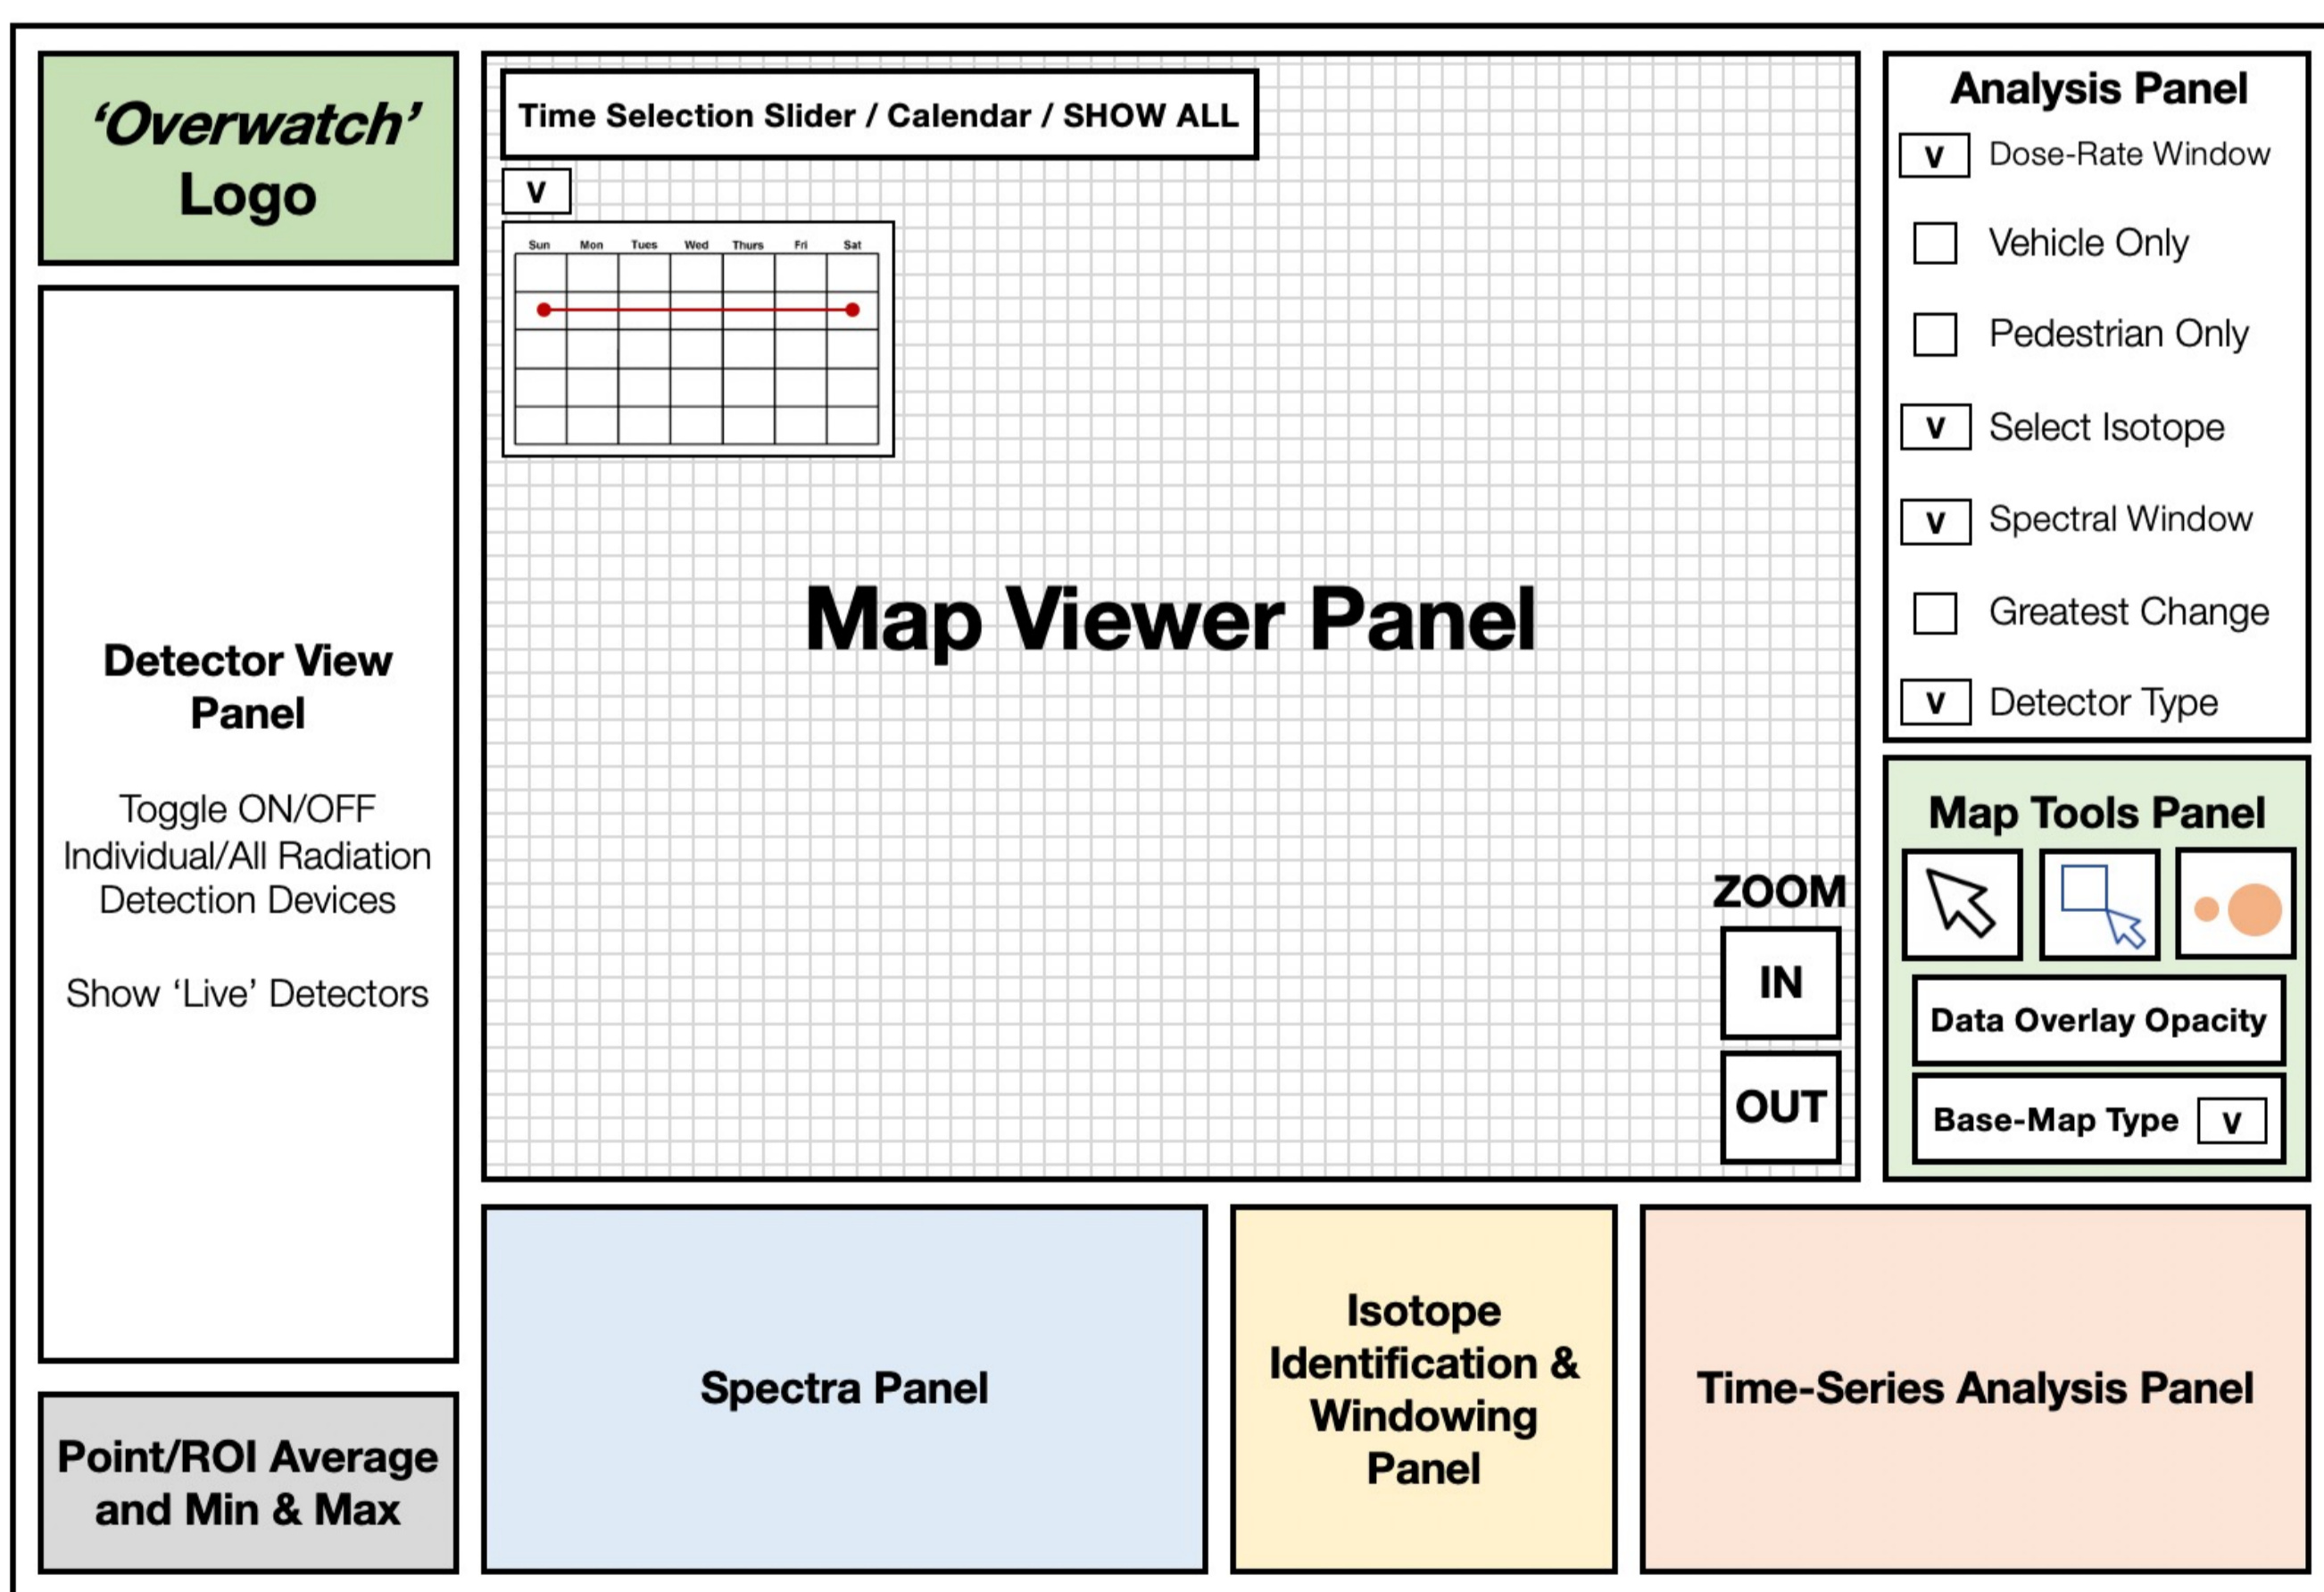 ‘Overwatch’
Logo
Detector View
Panel
Toggle ON/OFF
Individual/All Radiation
Detection Devices
Show ‘Live’ Detectors
Point/ROI Average
and Min & Max
Time Selection Slider / Calendar / SHOW ALL
v
Sun Mon Tues Wed Thurs Fri Sat
Map Viewer Panel
ZOOM
IN
OUT
Analysis Panel
v Dose-Rate Window
Vehicle Only
Pedestrian Only
v Select Isotope
v Spectral Window
Greatest Change
v Detector Type
Map Tools Panel
Data Overlay Opacity
Base-Map Type v
Spectra Panel
Isotope
Identification &
Windowing
Panel
Time-Series Analysis Panel